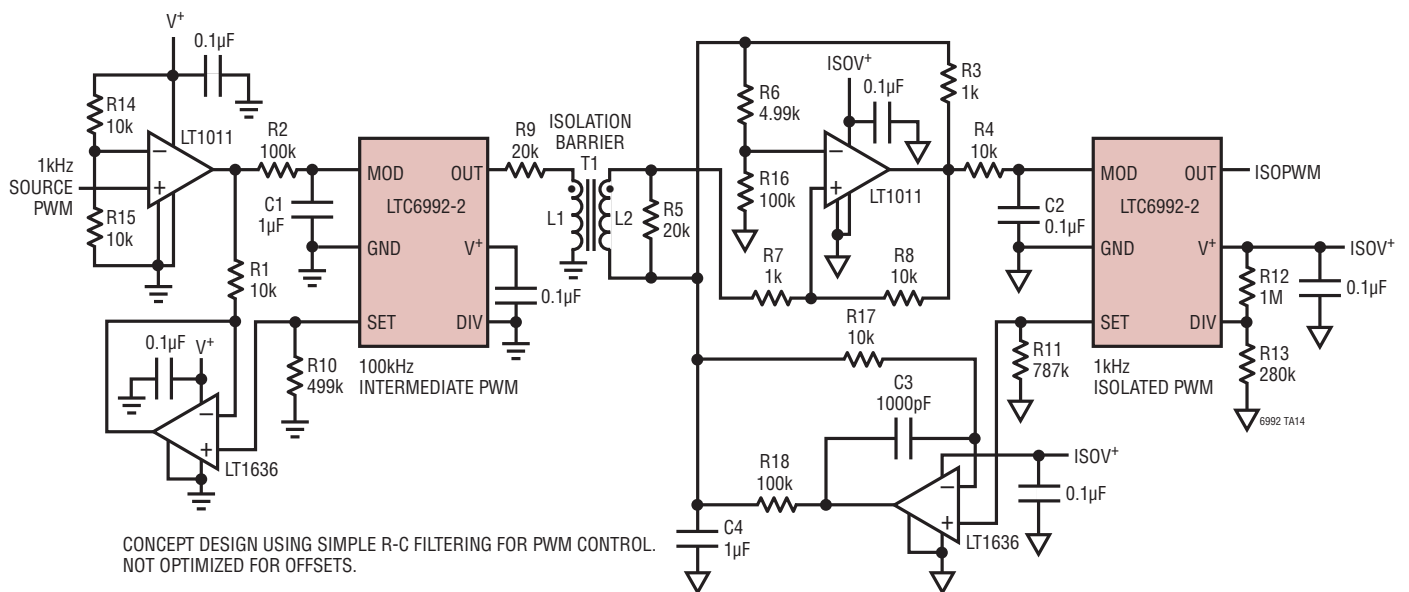 V+
0.1µF
R14
10k
LT1011
1kHz
SOURCE
PWM
R15
10k
R2
100k
C1
1µF
R1
10k
0.1µF
V+
LT1636
R10
499k
MOD
OUT
LTC6992-2
GND
V+
SET
DIV
100kHz
INTERMEDIATE PWM
0.1µF
R9
20k
ISOLATION
BARRIER
T1
L1
L2
R5
20k
R6
4.99k
R16
100k
ISOV+
0.1µF
LT1011
R3
1k
R4
10k
R7
1k
R8
10k
C2
0.1µF
MOD
OUT
LTC6992-2
GND
V+
SET
DIV
1kHz
ISOLATED PWM
ISOPWM
ISOV+
R12
1M
0.1µF
R13
280k
6992 TA14
R11
787k
R17
10k
C3
1000pF
R18
100k
ISOV+
0.1µF
LT1636
C4
1µF
CONCEPT DESIGN USING SIMPLE R-C FILTERING FOR PWM CONTROL.
NOT OPTIMIZED FOR OFFSETS.